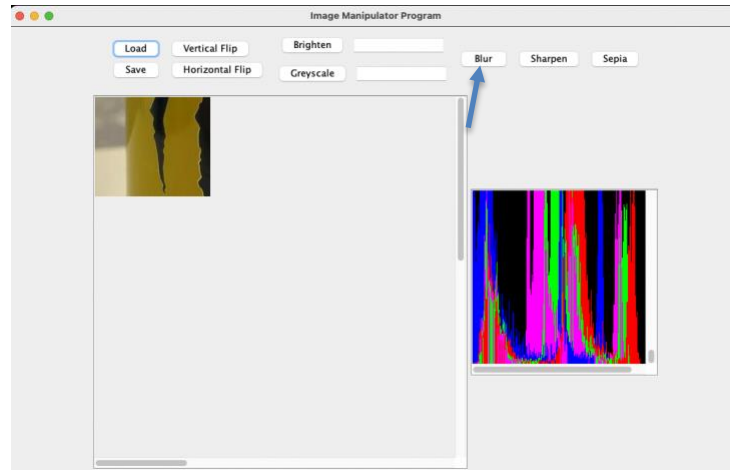 Image Manipulator Program
Load Vertical Flip Brighten
Blur Sharpen Sepia
Save Horizontal Flip Greyscale